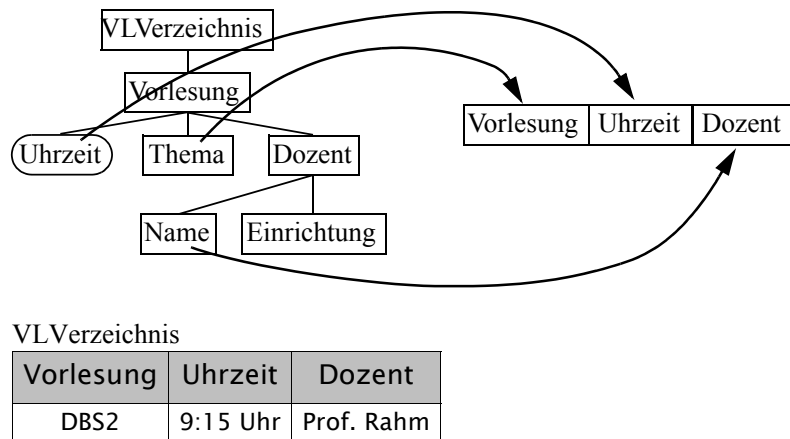 VLVerzeichnis
Vorlesung
Uhrzeit Thema Dozent
Name Einrichtung
Vorlesung Uhrzeit Dozent
VLVerzeichnis
Vorlesung Uhrzeit Dozent
DBS2 9:15 Uhr Prof. Rahm